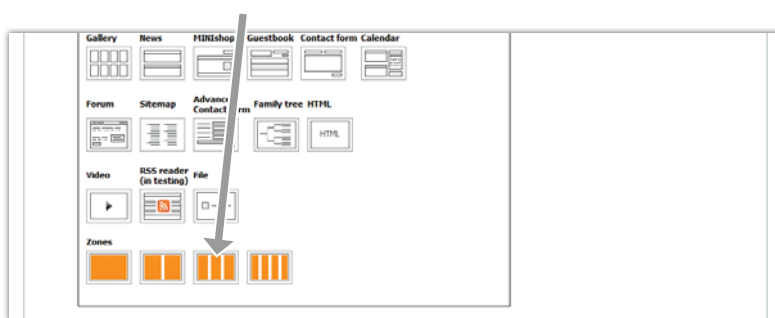 Gallery News MINIshop Guestbook Contact form Calendar
Forum Sitemap Advanced Contact form Family tree HTML
HTML
Video RSS reader (in testing) File
Zones